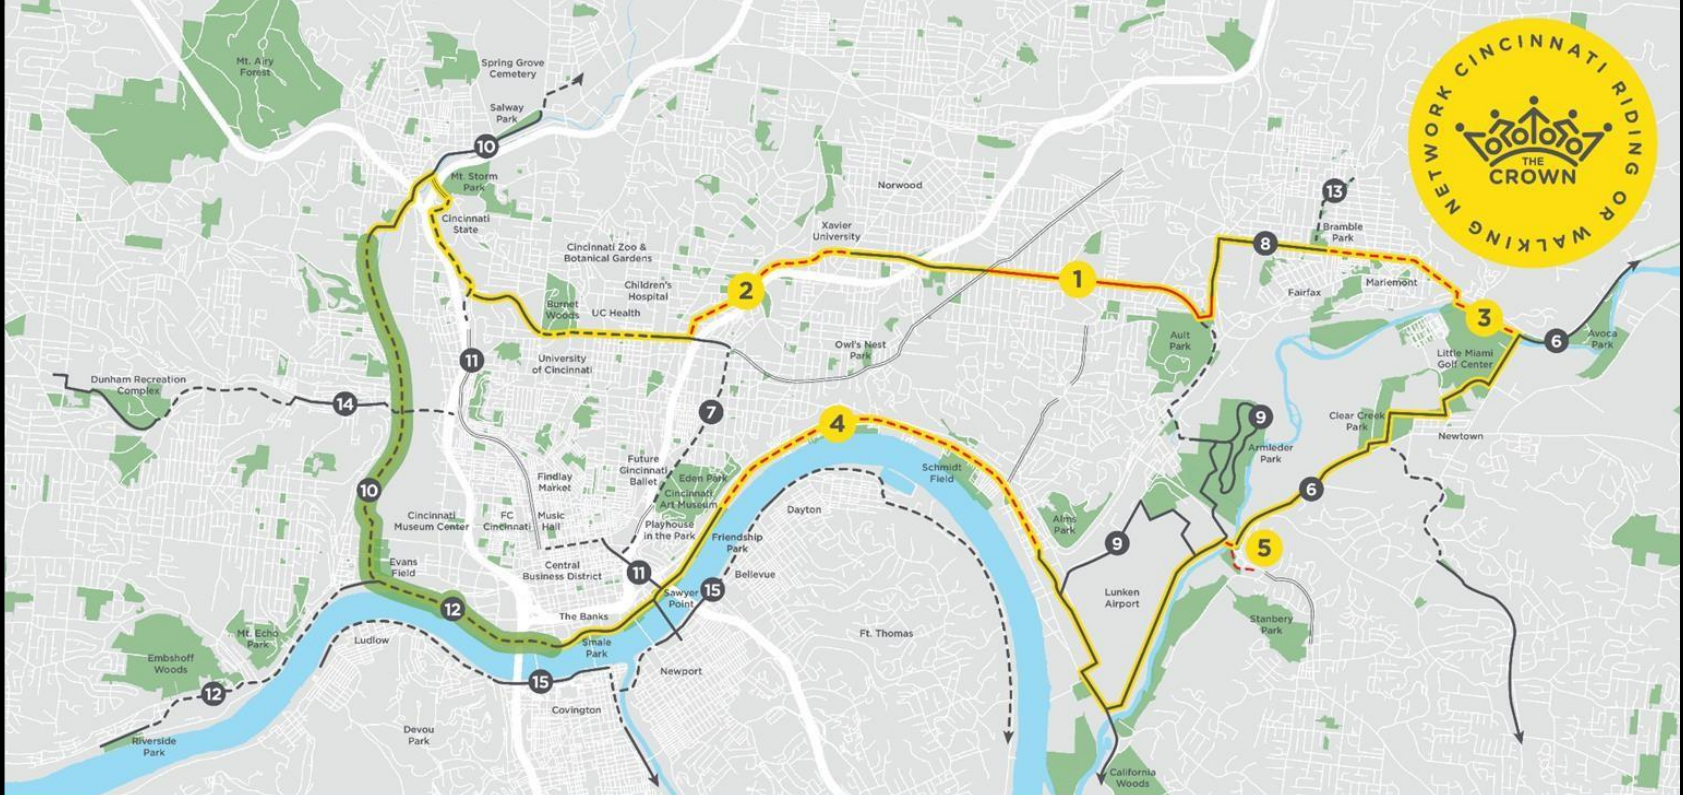 Mt. Airy
Forest
Spring Grove
Cemetery
Salway
Park
10
Mt. Storm
Park
Cincinnati
State
Norwood
13
Bramble
Park
8
CINCINNATI RIDING OR WALKING NETWORK
THE
CROWN
Xavier
University
Cincinnati Zoo &
Botanical Gardens
Children's
Hospital
2
1
Burnet
Woods
UC Health
Fairfax
Mariemont
3
6
Avoca
Park
Ault
Park
Owl's Nest
Park
University
of Cincinnati
11
Little Miami
Golf Center
Dunham Recreation
Complex
14
7
4
9
Clear Creek
Park
Newtown
Armleder
Park
Future
Cincinnati
Ballet
Eden Park
Cincinnati
Art Museum
Schmidt
Field
Findlay
Market
10
6
Dayton
Cincinnati
Museum Center
FC
Cincinnati
Music
Hall
Playhouse
in the Park
Friendship
Park
Alms
Park
9
5
Evans
Field
Central
Business District
11
Bellevue
15
Sawyer
Point
Lunken
Airport
12
The Banks
Smale
Park
Stanbery
Park
Ft. Thomas
Mt. Echo
Park
Ludlow
Embshoff
Woods
12
15
Newport
Covington
Devou
Park
Riverside
Park
California
Woods